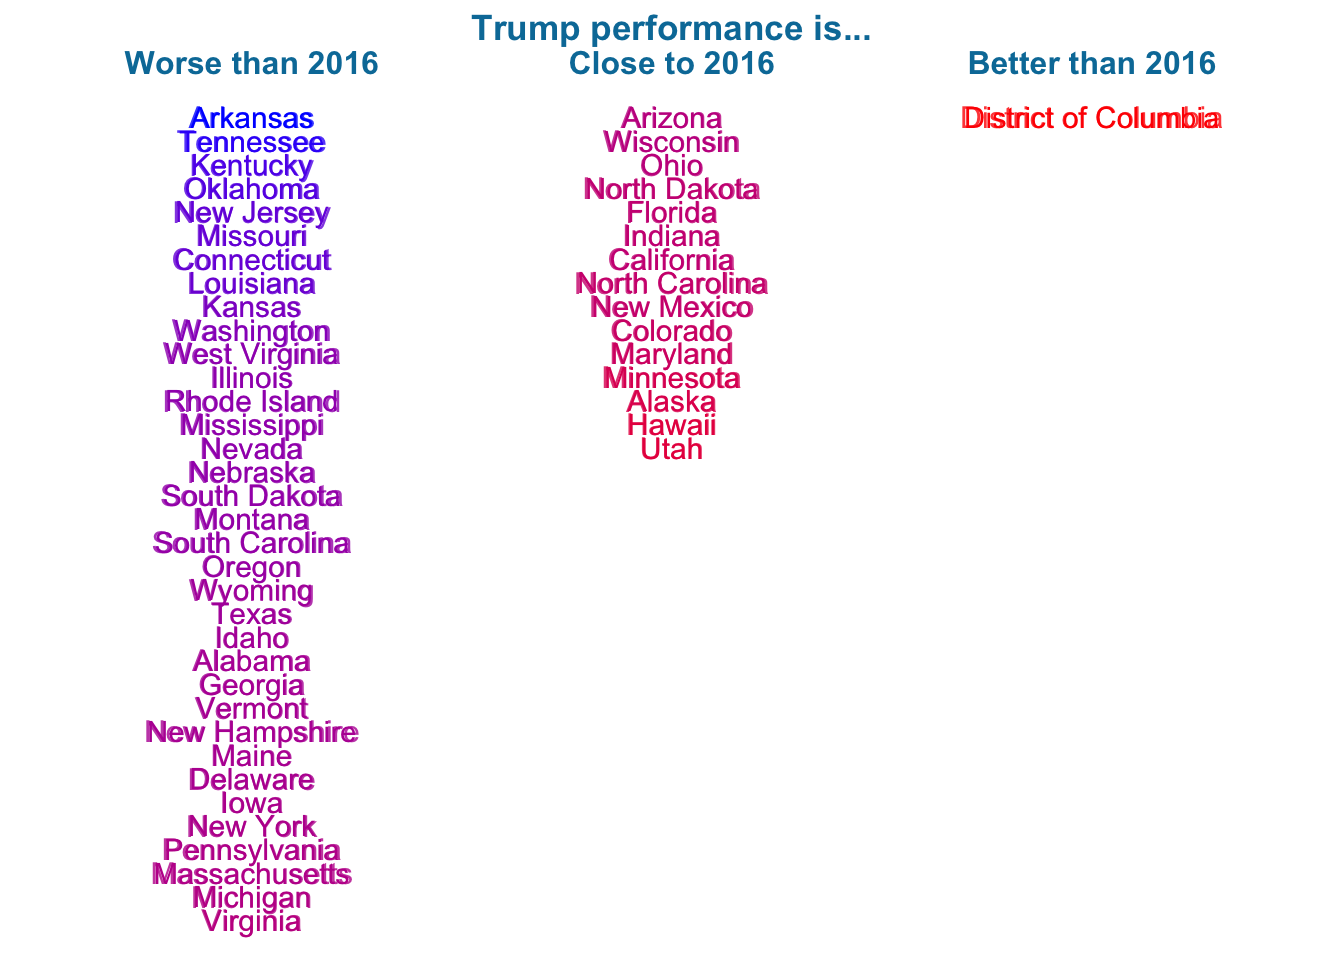 Trump performance is...
Worse than 2016
Arkansas
Tennessee
Kentucky
Oklahoma
New Jersey
Missouri
Connecticut
Louisiana
Kansas
Washington
West Virginia
Illinois
Rhode Island
Mississippi
Nevada
Nebraska
South Dakota
Montana
South Carolina
Oregon
Wyoming
Texas
Idaho
Alabama
Georgia
Vermont
New Hampshire
Maine
Delaware
Iowa
New York
Pennsylvania
Massachusetts
Michigan
Virginia
Close to 2016
Arizona
Wisconsin
Ohio
North Dakota
Florida
Indiana
California
North Carolina
New Mexico
Colorado
Maryland
Minnesota
Alaska
Hawaii
Utah
Better than 2016
District of Columbia